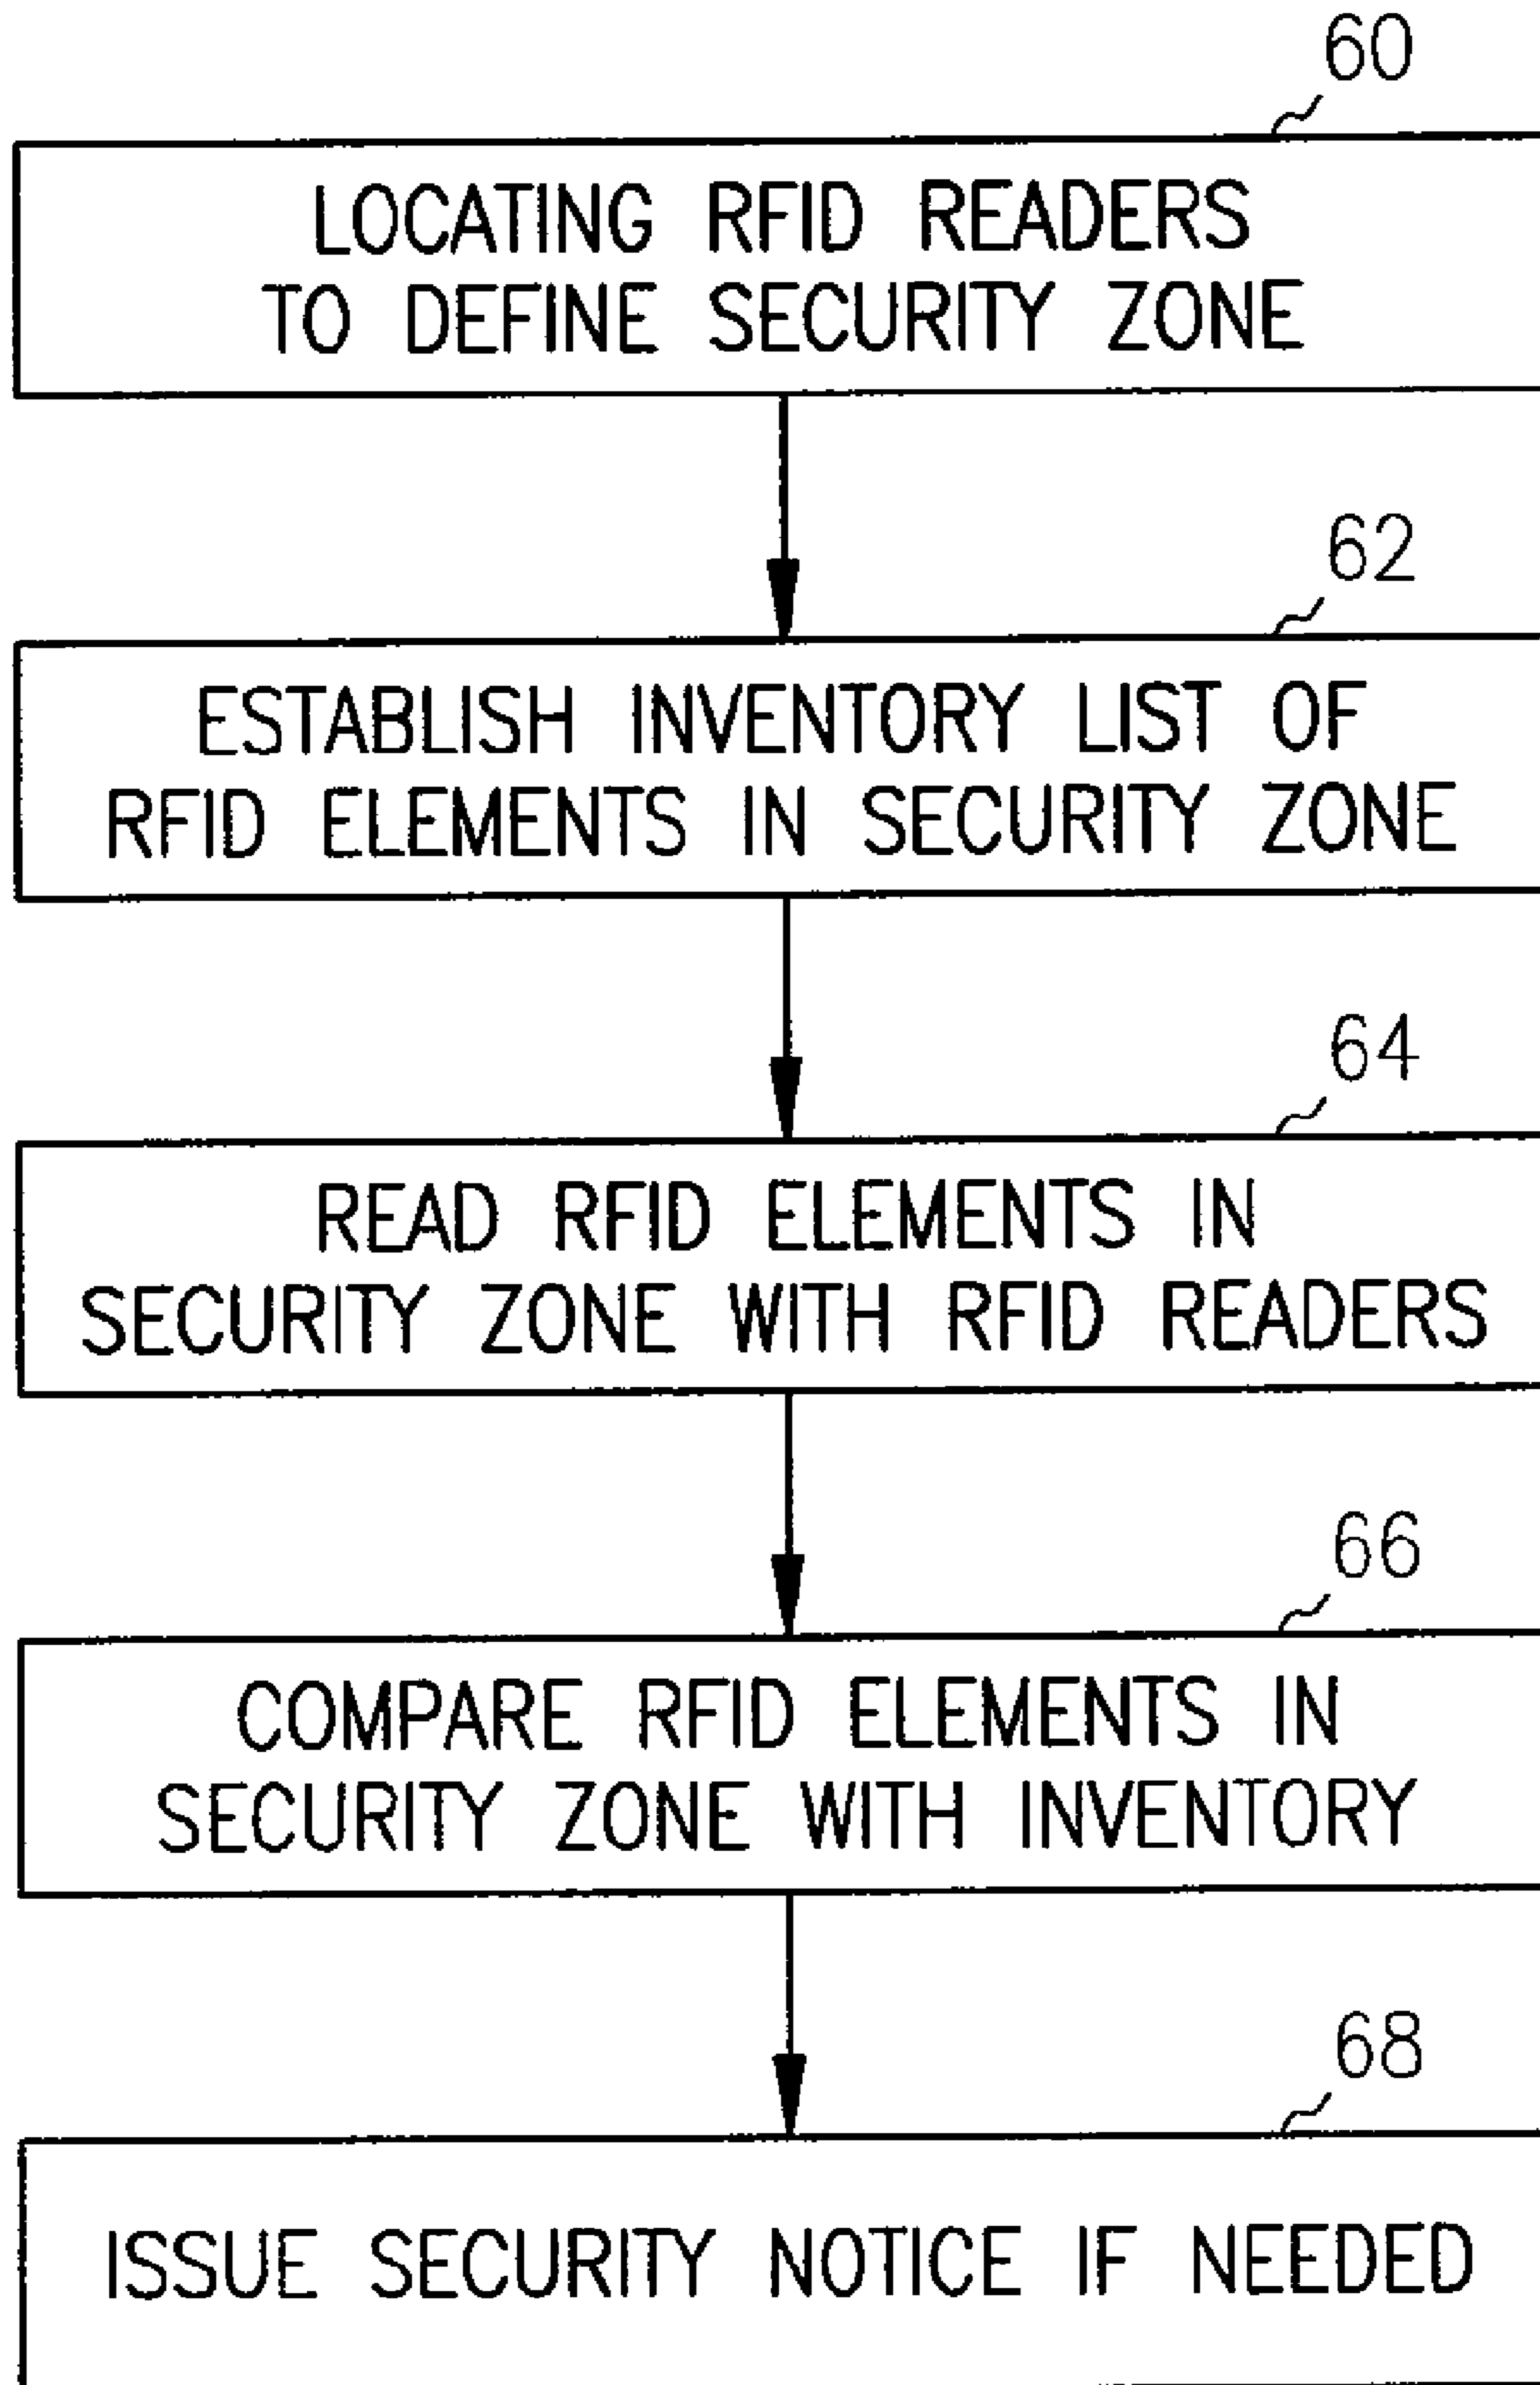 60
LOCATING RFID READERS
TO DEFINE SECURITY ZONE
62
ESTABLISH INVENTORY LIST OF
RFID ELEMENTS IN SECURITY ZONE
64
READ RFID ELEMENTS IN
SECURITY ZONE WITH RFID READERS
66
COMPARE RFID ELEMENTS IN
SECURITY ZONE WITH INVENTORY
68
ISSUE SECURITY NOTICE IF NEEDED